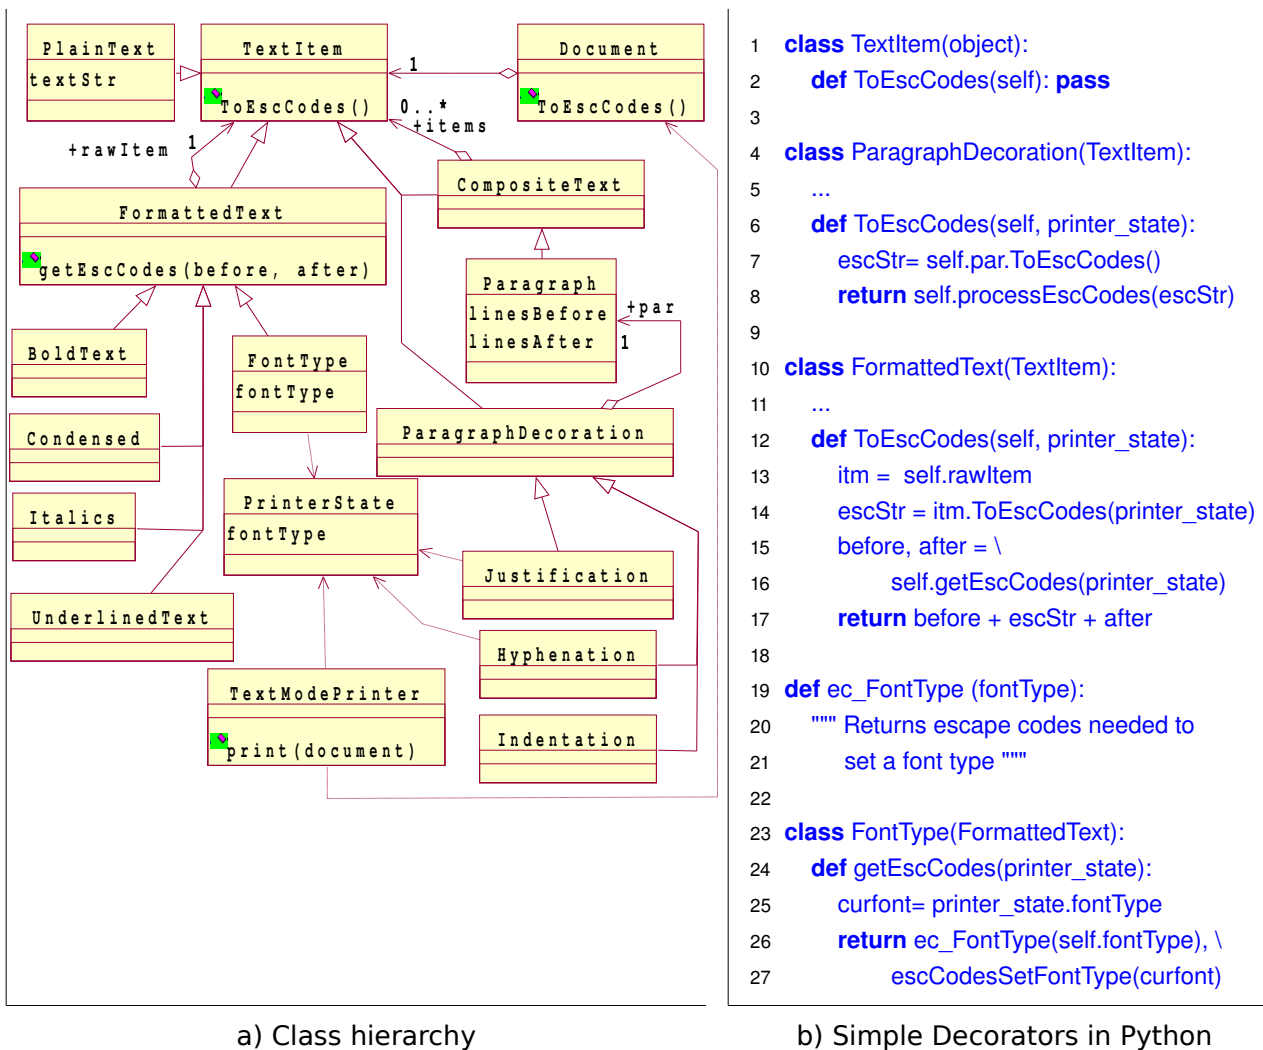 PlainText
textStr
TextItem
ToEscCodes()
Document
ToEscCodes()
1
0..*
+items
+rawItem 1
CompositeText
FormattedText
getEscCodes(before, after)
Paragraph
linesBefore
linesAfter
+par
1
BoldText
FontType
fontType
Condensed
ParagraphDecoration
Italics
PrinterState
fontType
Justification
UnderlinedText
Hyphenation
TextModePrinter
print(document)
Indentation
a) Class hierarchy
1 class TextItem(object):
2 def ToEscCodes(self): pass
3
4 class ParagraphDecoration(TextItem):
5 ...
6 def ToEscCodes(self, printer_state):
7 escStr= self.par.ToEscCodes()
8 return self.processEscCodes(escStr)
9
10 class FormattedText(TextItem):
11 ...
12 def ToEscCodes(self, printer_state):
13 itm = self.rawItem
14 escStr = itm.ToEscCodes(printer_state)
15 before, after = \
16 self.getEscCodes(printer_state)
17 return before + escStr + after
18
19 def ec_FontType (fontType):
20 """ Returns escape codes needed to
21 set a font type """
22
23 class FontType(FormattedText):
24 def getEscCodes(printer_state):
25 curfont= printer_state.fontType
26 return ec_FontType(self.fontType), \
27 escCodesSetFontType(curfont)
b) Simple Decorators in Python